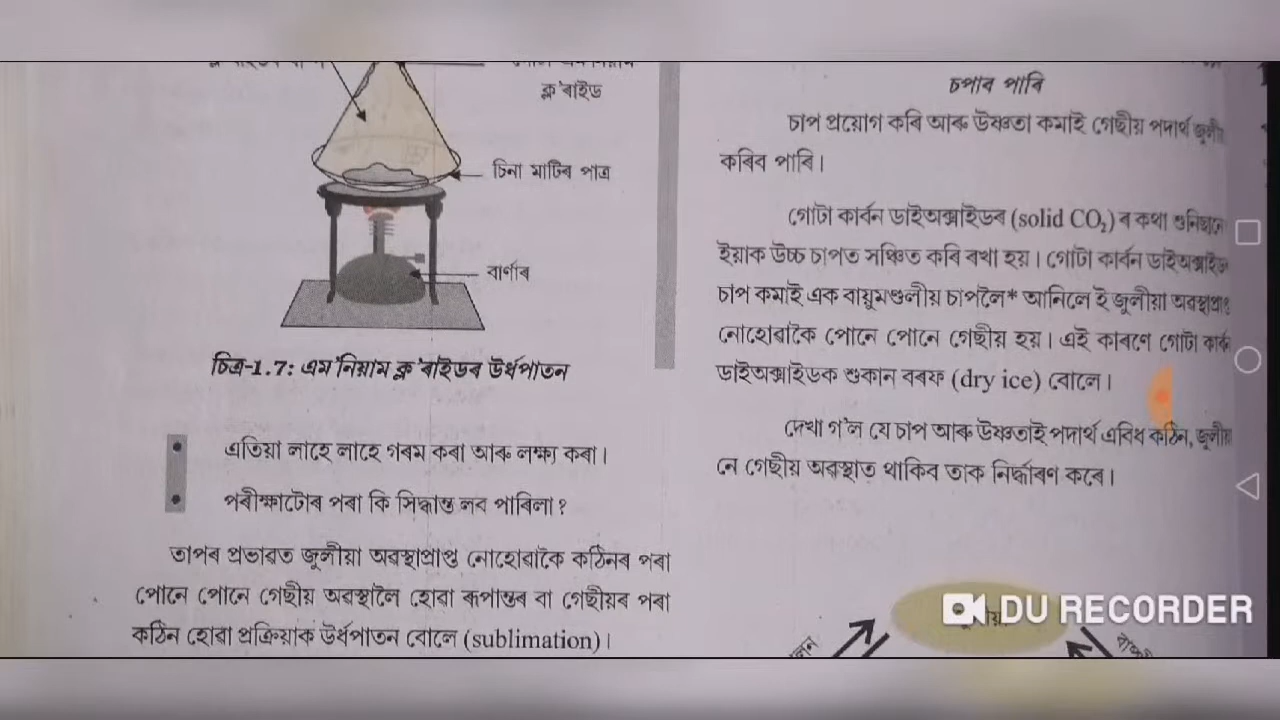 ক্ল'ৰাইড
চিনা মাটিৰ পাত্ৰ
বাৰ্ণাৰ
চিত্ৰ-1.7: এম'নিয়াম ক্ল'ৰাইডৰ উৰ্ধপাতন
• এতিয়া লাহে লাহে গৰম কৰা আৰু লক্ষ্য কৰা।
• পৰীক্ষাটোৰ পৰা কি সিদ্ধান্ত লব পাৰিলা?
তাপৰ প্ৰভাৱত জুলীয়া অৱস্থাপ্ৰাপ্ত নোহোৱাকৈ কঠিনৰ পৰা
পোনে পোনে গেছীয় অৱস্থালৈ হোৱা ৰূপান্তৰ বা গেছীয়ৰ পৰা
কঠিন হোৱা প্ৰক্ৰিয়াক উৰ্ধপাতন বোলে (sublimation)।
চপাব পাৰি
চাপ প্ৰয়োগ কৰি আৰু উষ্ণতা কমাই গেছীয় পদাৰ্থ
কৰিব পাৰি।
গোটা কাৰ্বন ডাইঅক্সাইডৰ (solid CO₂) ৰ কথা
ইয়াক উচ্চ চাপত সঞ্চিত কৰি ৰখা হয়। গোটা কাৰ্বন
চাপ কমাই এক বায়ুমণ্ডলীয় চাপলৈ* আনিলে ই জুলীয়া
নোহোৱাকৈ পোনে পোনে গেছীয় হয়। এই কাৰণে গোটা
ডাইঅক্সাইডক শুকান বৰফ (dry ice) বোলে।
দেখা গ'ল যে চাপ আৰু উষ্ণতাই পদাৰ্থ এবিধ কঠিন,
নে গেছীয় অৱস্থাত থাকিব তাক নিৰ্দ্ধাৰণ কৰে।
DU RECORDER